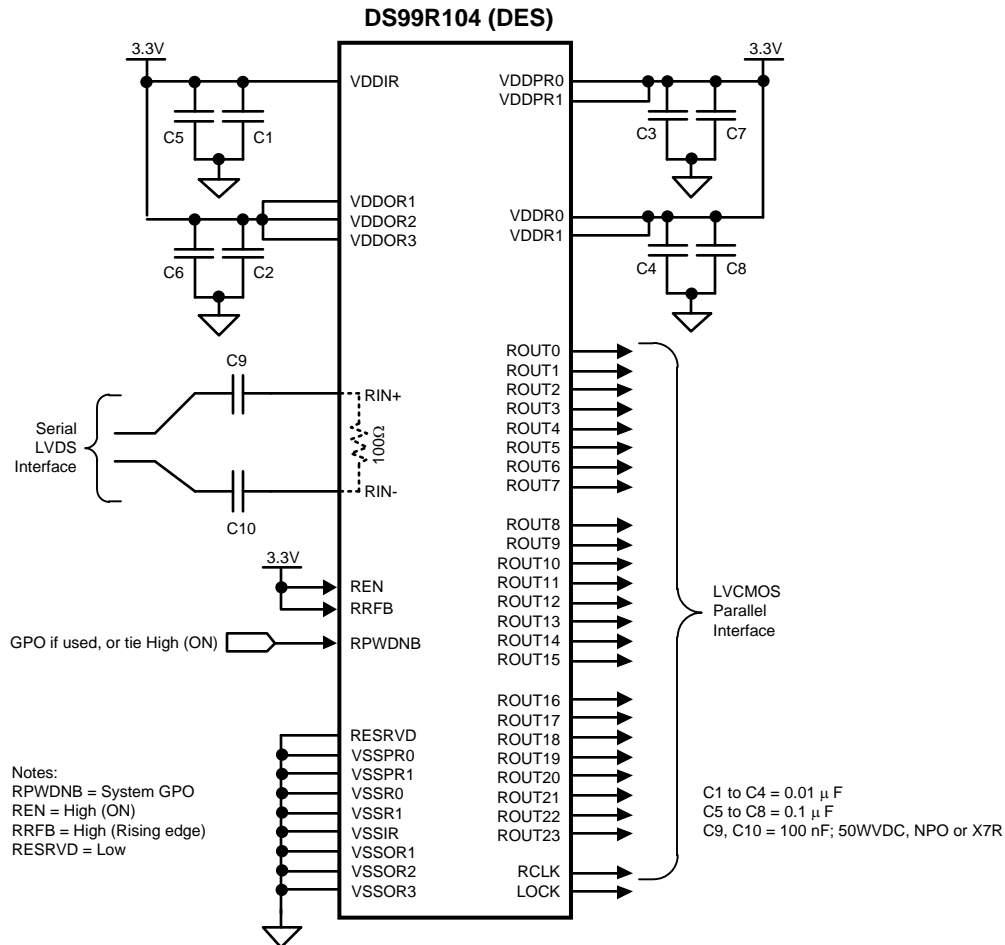 DS99R104 (DES)
3.3V
VDDIR
C5
C1
VDDOR1
VDDOR2
VDDOR3
C6
C2
3.3V
VDDPR0
VDDPR1
C3
C7
VDDR0
VDDR1
C4
C8
C9
RIN+
Serial
LVDS
Interface
100Ω
RIN-
C10
3.3V
REN
RRFB
GPO if used, or tie High (ON)
RPWDNB
RESRVD
VSSPR0
VSSPR1
VSSR0
VSSR1
VSSIR
VSSOR1
VSSOR2
VSSOR3
Notes:
RPWDNB = System GPO
REN = High (ON)
RRFB = High (Rising edge)
RESRVD = Low
ROUT0
ROUT1
ROUT2
ROUT3
ROUT4
ROUT5
ROUT6
ROUT7
ROUT8
ROUT9
ROUT10
ROUT11
ROUT12
ROUT13
ROUT14
ROUT15
ROUT16
ROUT17
ROUT18
ROUT19
ROUT20
ROUT21
ROUT22
ROUT23
RCLK
LOCK
LVCMOS
Parallel
Interface
C1 to C4 = 0.01 μ F
C5 to C8 = 0.1 μ F
C9, C10 = 100 nF; 50WVDC, NPO or X7R